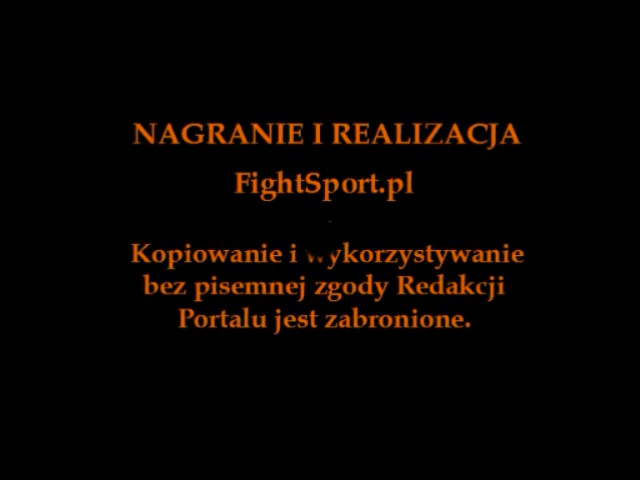 NAGRANIE I REALIZACJA
FightSport.pl
Kopiowanie i wykorzystywanie
bez pisemnej zgody Redakcji
Portalu jest zabronione.